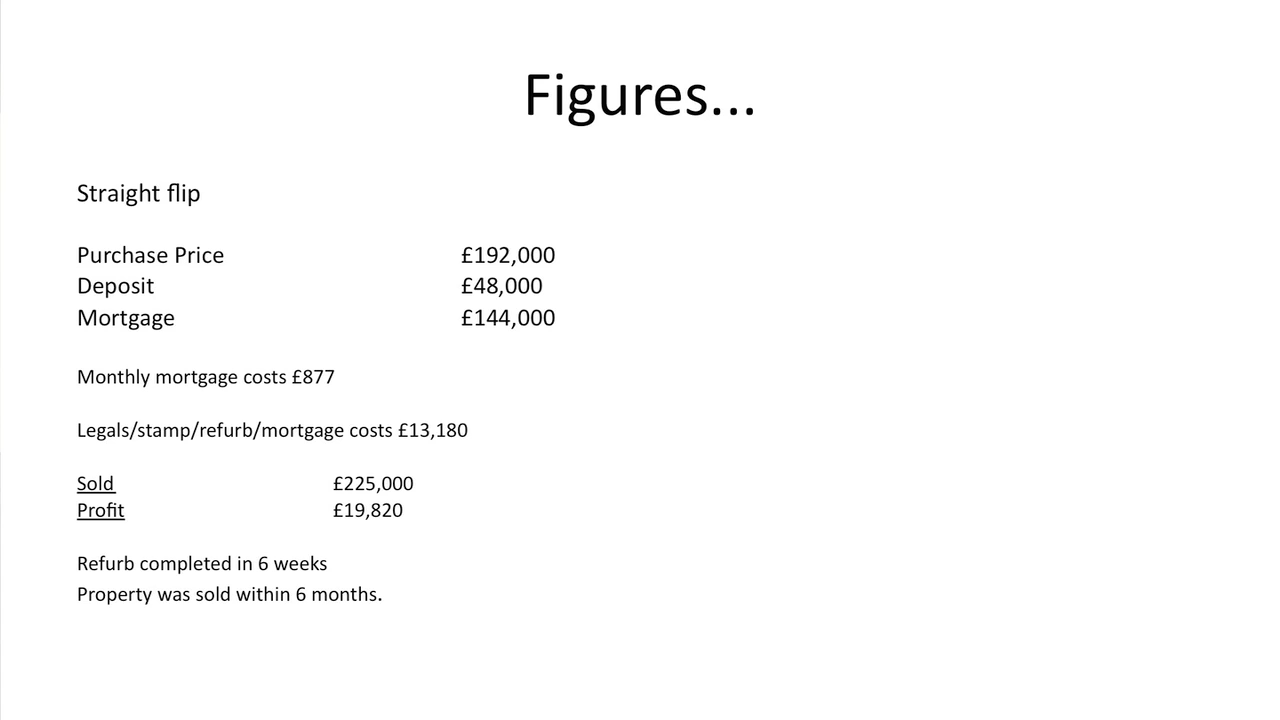 Figures...
Straight flip
Purchase Price £192,000
Deposit £48,000
Mortgage £144,000
Monthly mortgage costs £877
Legals/stamp/refurb/mortgage costs £13,180
Sold £225,000
Profit £19,820
Refurb completed in 6 weeks
Property was sold within 6 months.